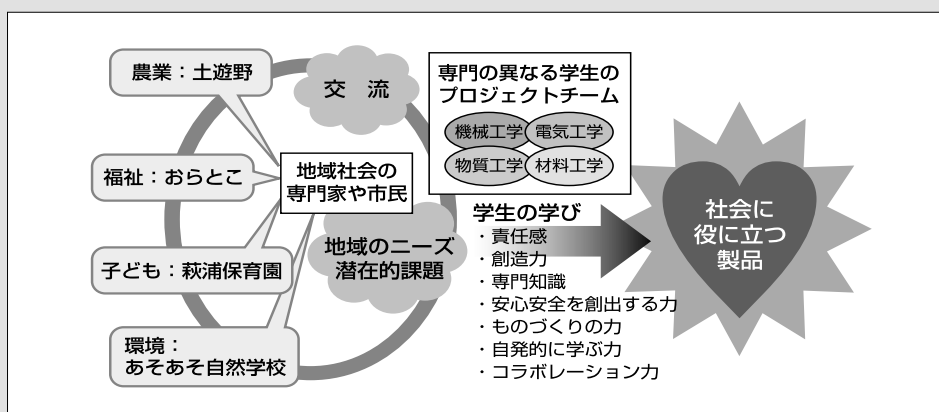 農業：土遊野
福祉：おらとこ
子ども：萩浦保育園
環境：
あそあそ自然学校
交　流
地域社会の
専門家や市民
地域のニーズ
潜在的課題
専門の異なる学生の
プロジェクトチーム
機械工学
電気工学
物質工学
材料工学
学生の学び
・責任感
・創造力
・専門知識
・安心安全を創出する力
・ものづくりの力
・自発的に学ぶ力
・コラボレーション力
社会に
役に立つ
製品